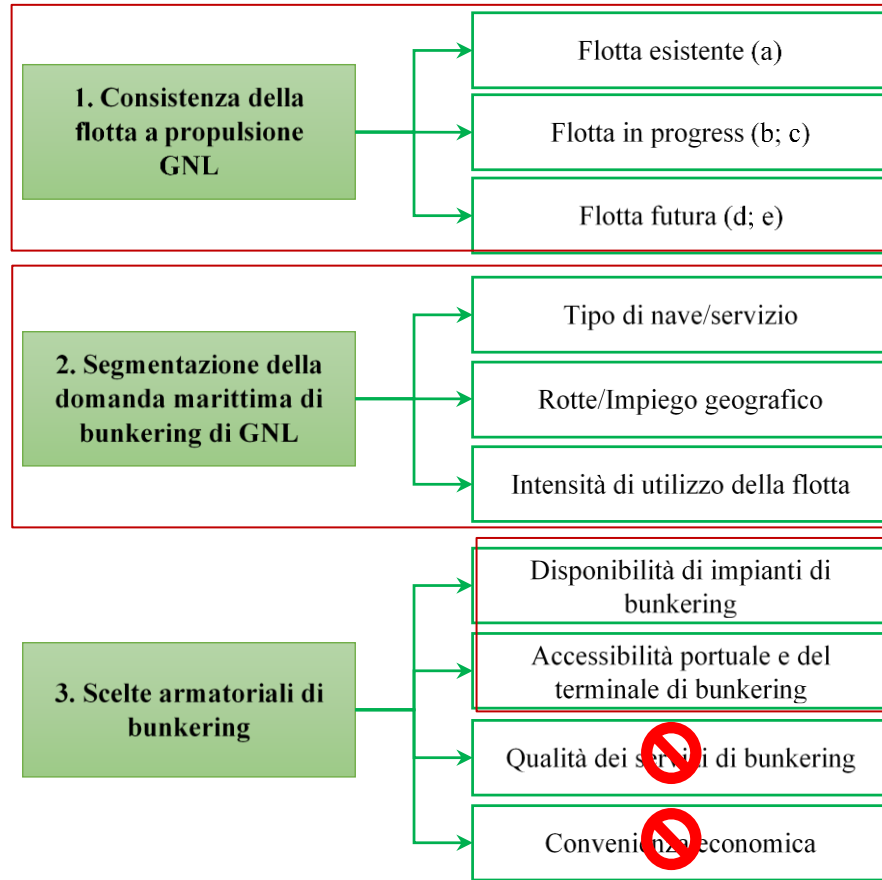 1. Consistenza della
flotta a propulsione
GNL
Flotta esistente (a)
Flotta in progress (b; c)
Flotta futura (d; e)
2. Segmentazione della
domanda marittima di
bunkering di GNL
Tipo di nave/servizio
Rotte/Impiego geografico
Intensità di utilizzo della flotta
3. Scelte armatoriali di
bunkering
Disponibilità di impianti di
bunkering
Accessibilità portuale e del
terminale di bunkering
Qualità dei servizi di bunkering
Convenienza economica